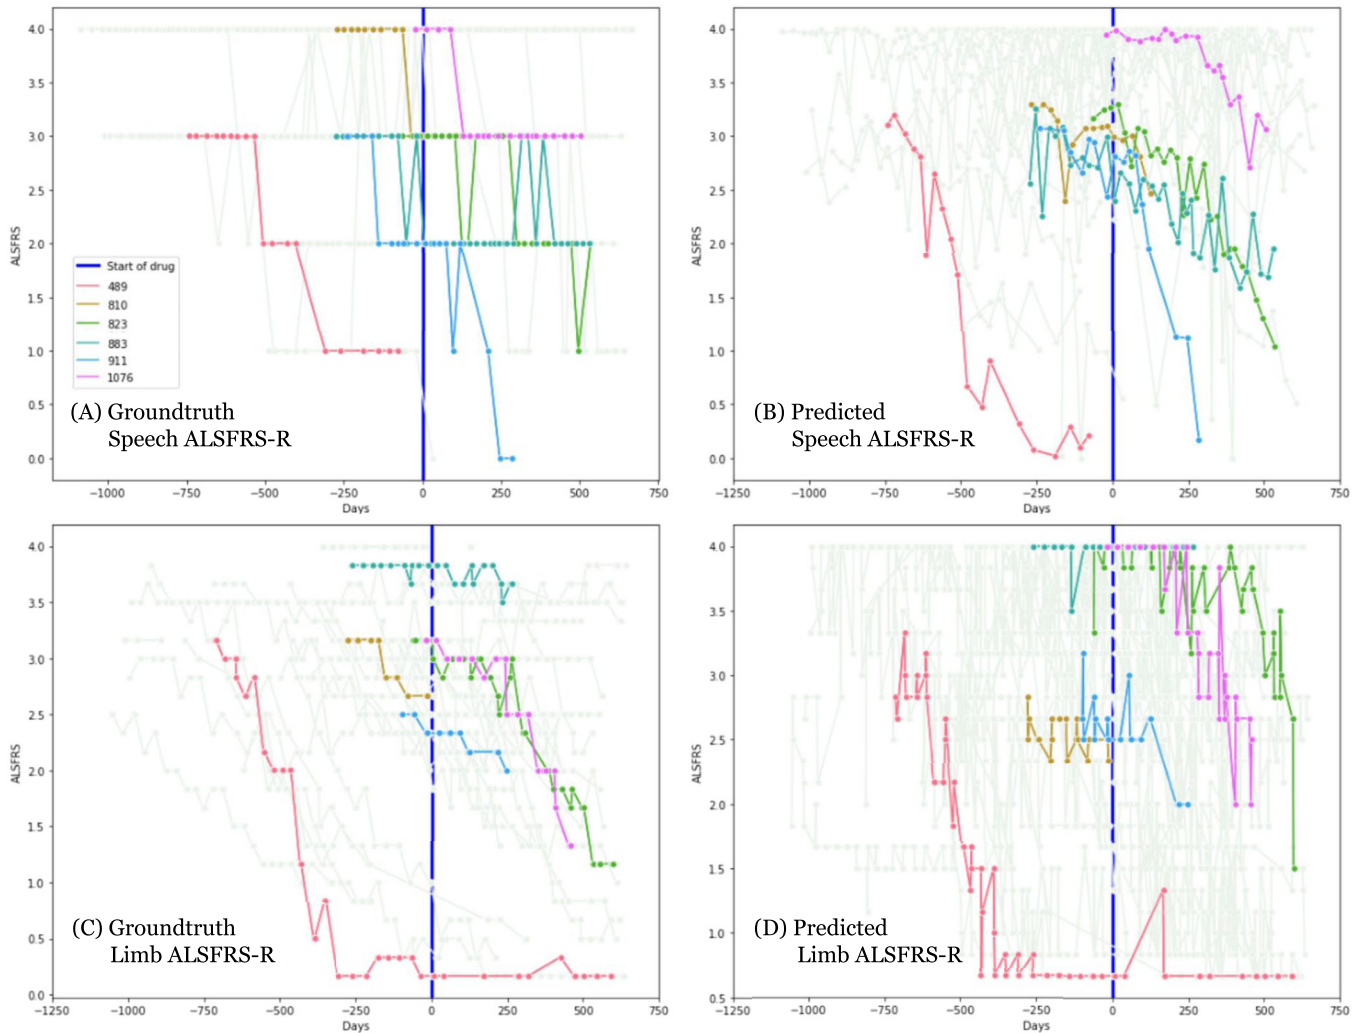 4.0
3.5
3.0
2.5
2.0
1.5
1.0
0.5
0.0
ALSFRS
Start of drug
489
810
823
883
911
1076
(A) Groundtruth
Speech ALSFRS-R
−1000 −750 −500 −250 0 250 500 750
Days
4.0
3.5
3.0
2.5
2.0
1.5
1.0
0.5
0.0
ALSFRS
(B) Predicted
Speech ALSFRS-R
−1250 −1000 −750 −500 −250 0 250 500 750
Days
4.0
3.5
3.0
2.5
2.0
1.5
1.0
0.5
0.0
ALSFRS
(C) Groundtruth
Limb ALSFRS-R
−1250 −1000 −750 −500 −250 0 250 500 750
Days
4.0
3.5
3.0
2.5
2.0
1.5
1.0
0.5
ALSFRS
(D) Predicted
Limb ALSFRS-R
−1250 −1000 −750 −500 −250 0 250 500 750
Days